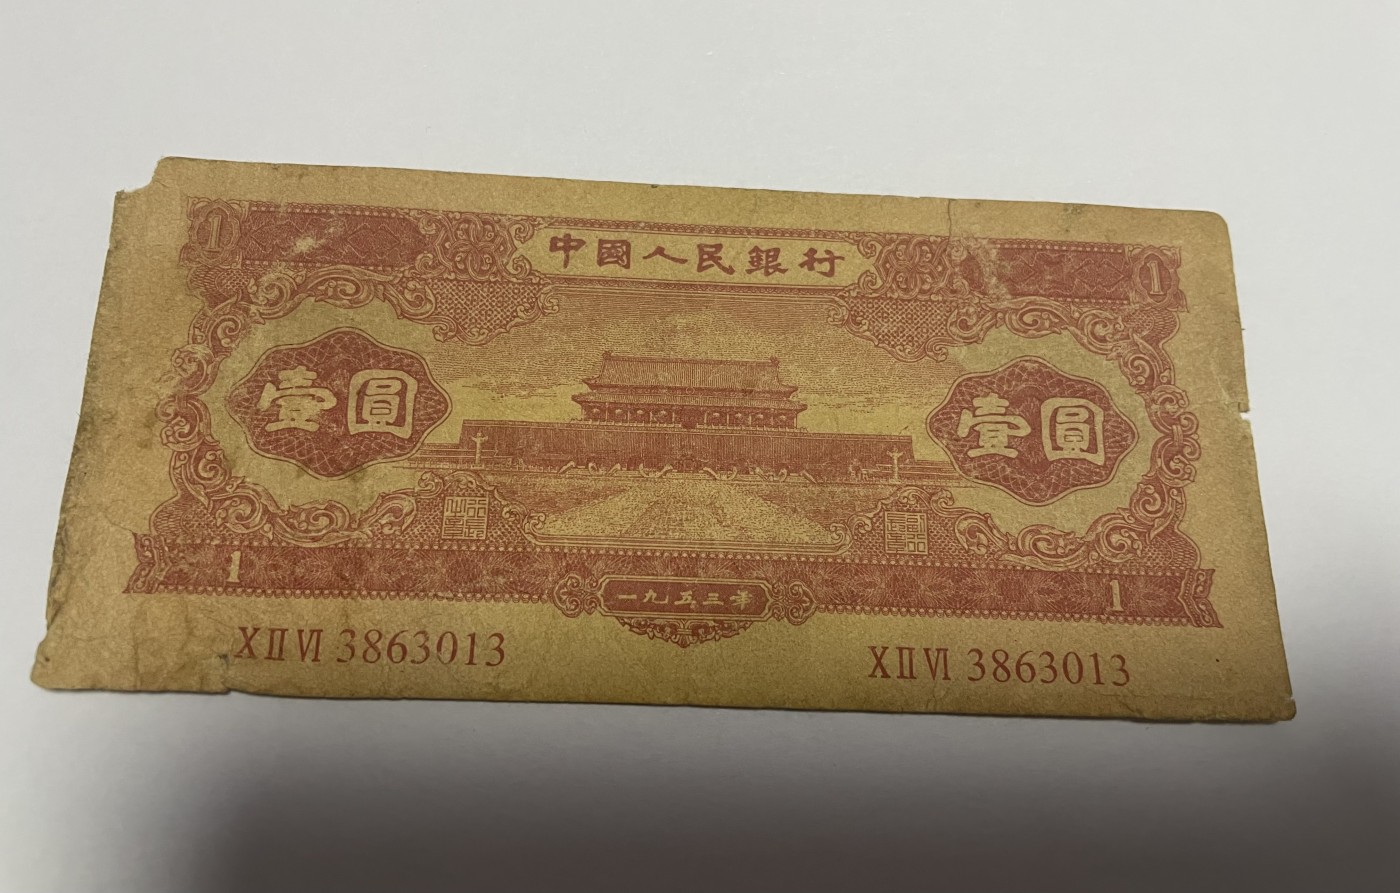 1 中國人民銀行 1
壹圓 壹圓
1 一九五三年 1
XII VI 3863013 XII VI 3863013